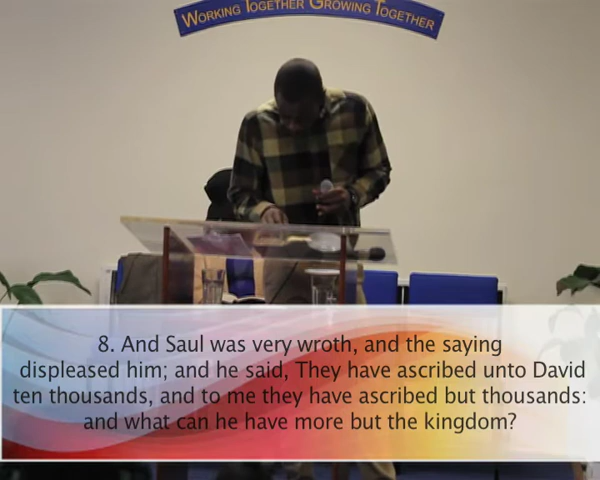 WORKING TOGETHER GROWING TOGETHER
8. And Saul was very wroth, and the saying
displeased him; and he said, They have ascribed unto David
ten thousands, and to me they have ascribed but thousands:
and what can he have more but the kingdom?